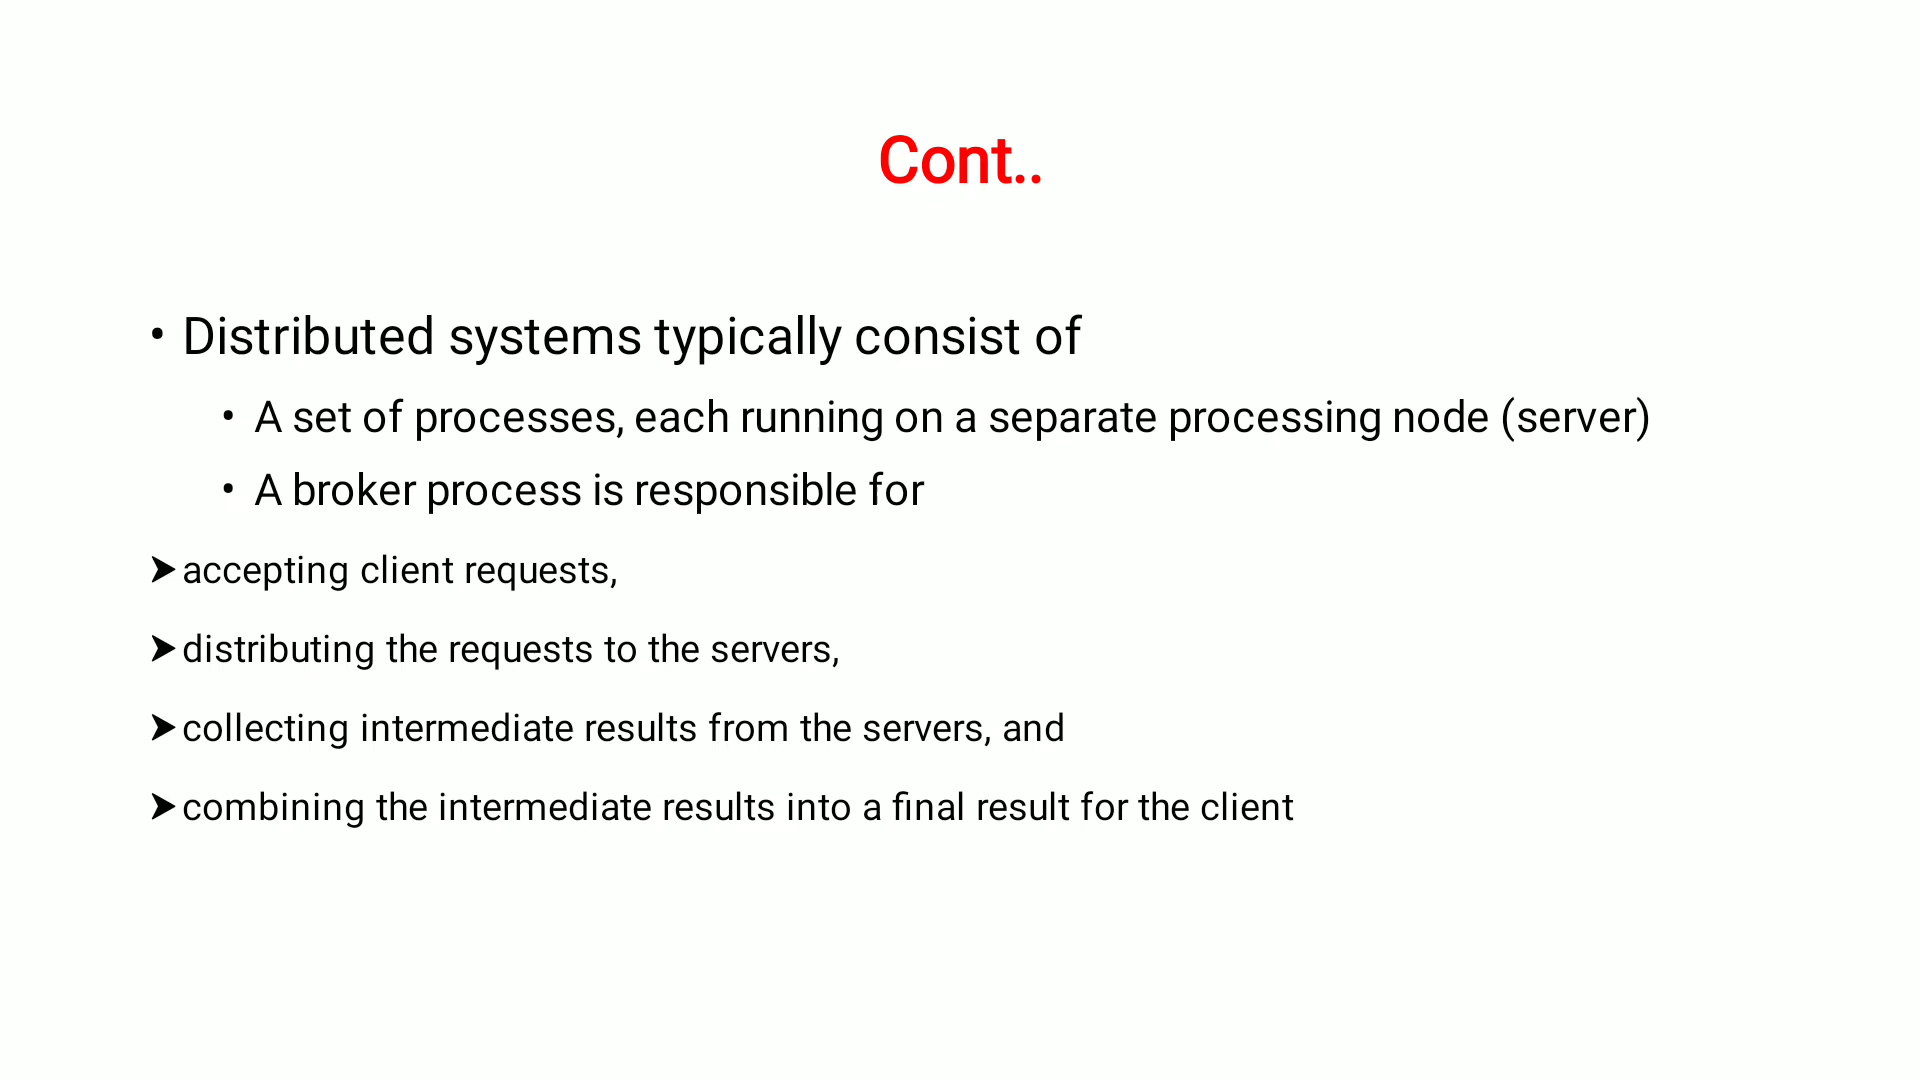 Cont..
• Distributed systems typically consist of
• A set of processes, each running on a separate processing node (server)
• A broker process is responsible for
➤accepting client requests,
➤distributing the requests to the servers,
➤collecting intermediate results from the servers, and
➤combining the intermediate results into a final result for the client